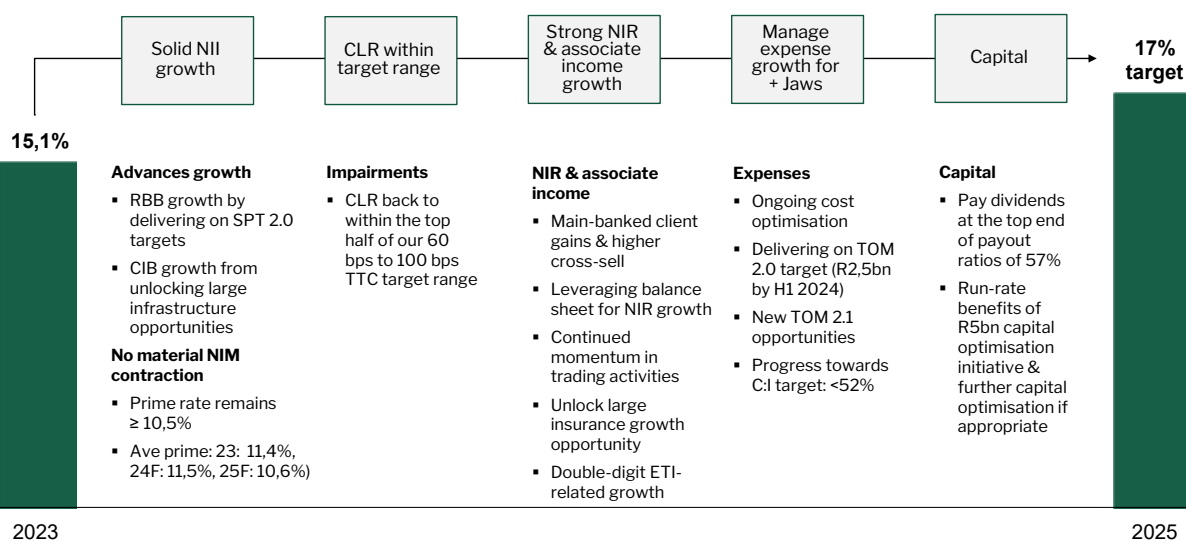 Solid NII
growth
CLR within
target range
Strong NIR
& associate
income
growth
Manage
expense
growth for
+ Jaws
Capital
17%
target
15,1%
Advances growth
▪ RBB growth by
delivering on SPT 2.0
targets
▪ CIB growth from
unlocking large
infrastructure
opportunities
No material NIM
contraction
▪ Prime rate remains
≥ 10,5%
▪ Ave prime: 23: 11,4%,
24F: 11,5%, 25F: 10,6%)
Impairments
▪ CLR back to
within the top
half of our 60
bps to 100 bps
TTC target range
NIR & associate
income
▪ Main-banked client
gains & higher
cross-sell
▪ Leveraging balance
sheet for NIR growth
▪ Continued
momentum in
trading activities
▪ Unlock large
insurance growth
opportunity
▪ Double-digit ETI-
related growth
Expenses
▪ Ongoing cost
optimisation
▪ Delivering on TOM
2.0 target (R2,5bn
by H1 2024)
▪ New TOM 2.1
opportunities
▪ Progress towards
C:I target: <52%
Capital
▪ Pay dividends
at the top end
of payout
ratios of 57%
▪ Run-rate
benefits of
R5bn capital
optimisation
initiative &
further capital
optimisation if
appropriate
2023
2025